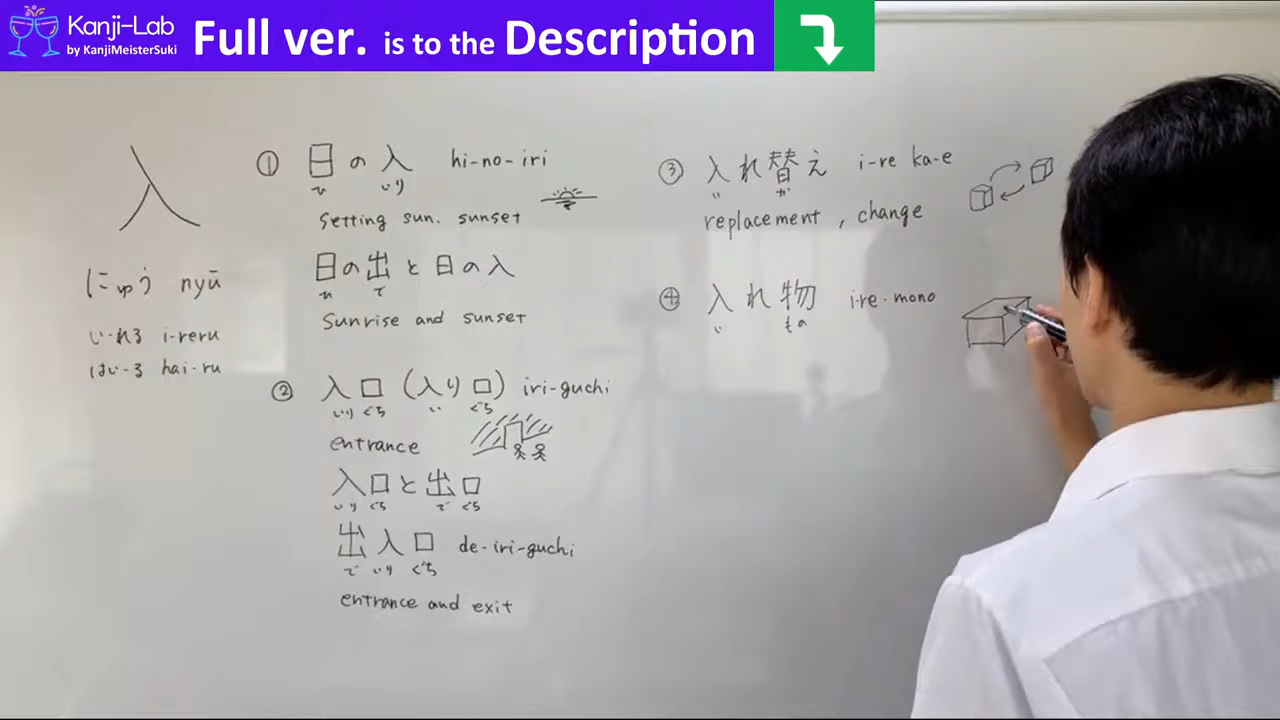 Kanji-Lab
by KanjiMeisterSuki
Full ver. is to the Description
入
にゅう nyū
い-れる i-reru
はい-る hai-ru
① 日の入 hi-no-iri
ひ いり
Setting sun. sunset
日の出と日の入
ひ で
Sunrise and sunset
② 入口 (入り口) iri-guchi
いり ぐち い ぐち
entrance
入口と出口
いり ぐち で ぐち
出入口 de-iri-guchi
で いり ぐち
entrance and exit
③ 入れ替え i-re ka-e
い か
replacement , change
④ 入れ物 i-re-mono
い もの